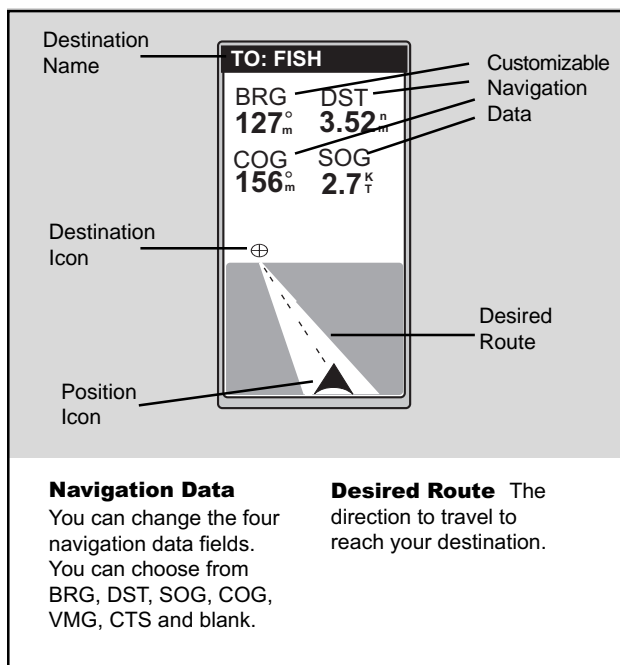 Destination
Name
TO: FISH
BRG DST
127°m 3.52nm
COG SOG
156°m 2.7KT
Customizable
Navigation
Data
Destination
Icon
Desired
Route
Position
Icon
Navigation Data
You can change the four
navigation data fields.
You can choose from
BRG, DST, SOG, COG,
VMG, CTS and blank.
Desired Route The
direction to travel to
reach your destination.